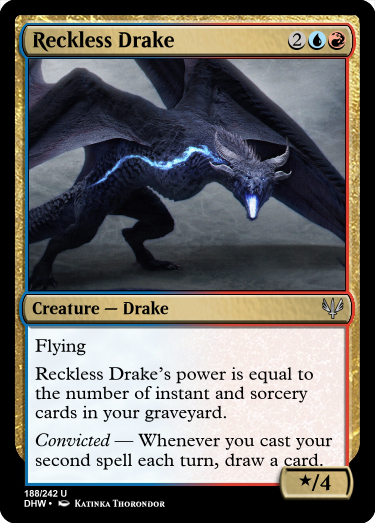 Reckless Drake 2
Creature — Drake
Flying
Reckless Drake's power is equal to
the number of instant and sorcery
cards in your graveyard.
Convicted — Whenever you cast your
second spell each turn, draw a card.
★/4
188/242 U
DHW • Katinka Thorondor